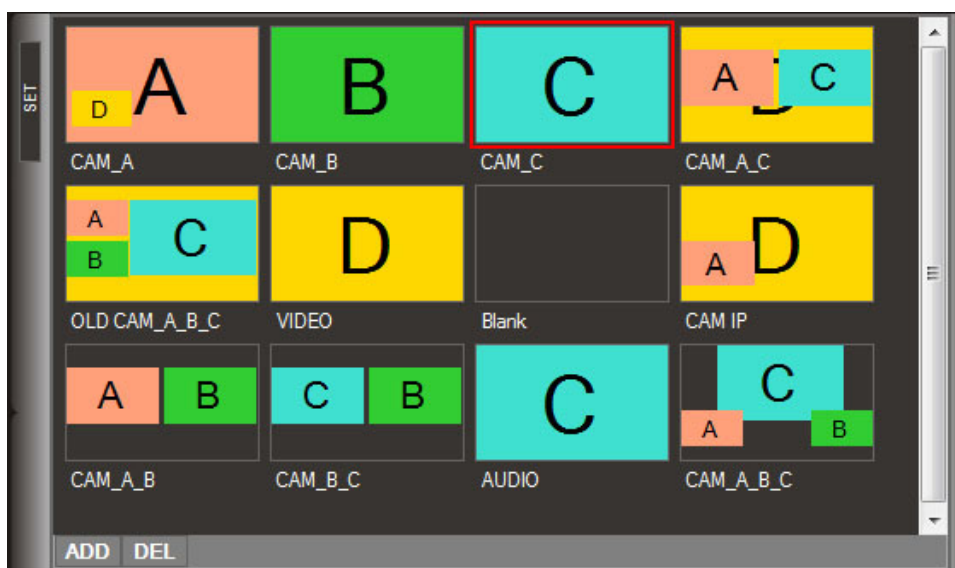 SET
A
D
B
C
A C
D
CAM_A CAM_B CAM_C CAM_A_C
A
B
C
D
A D
OLD CAM_A_B_C VIDEO Blank CAM IP
A B
C B
C
C
A B
CAM_A_B CAM_B_C AUDIO CAM_A_B_C
ADD DEL